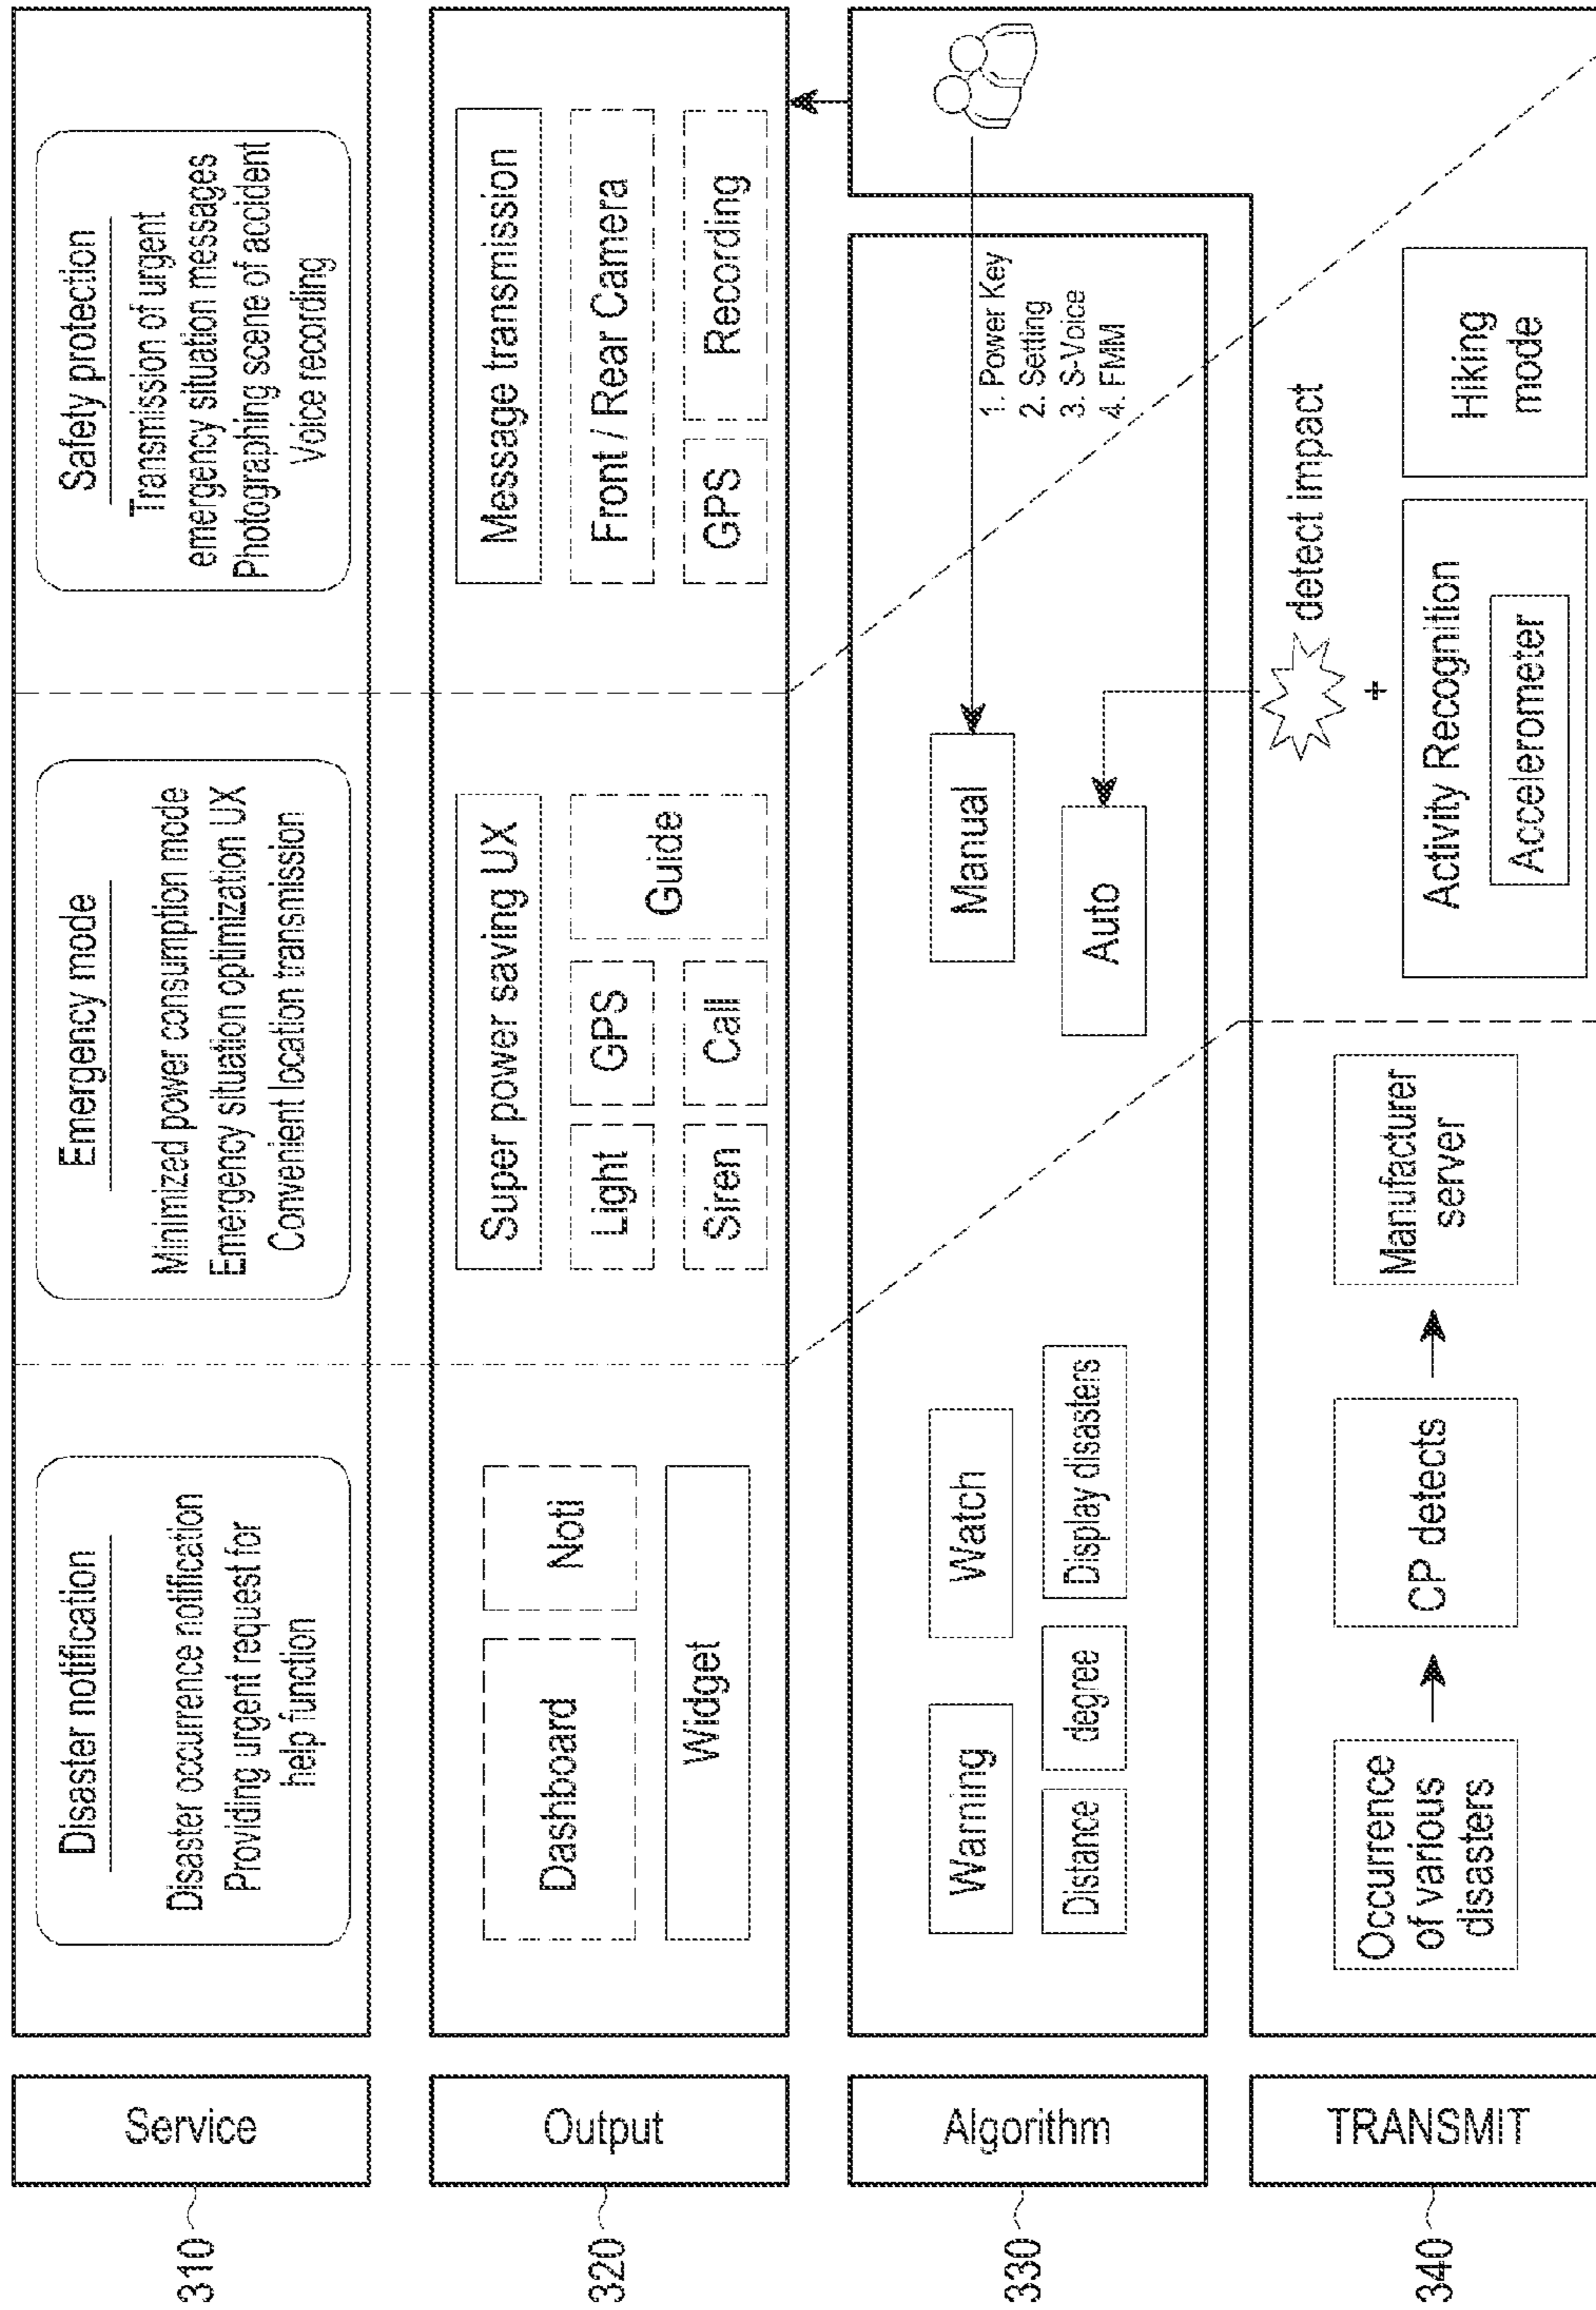 310
Service
Disaster notification
Disaster occurrence notification
Providing urgent request for
help function
Emergency mode
Minimized power consumption mode
Emergency situation optimization UX
Convenient location transmission
Safety protection
Transmission of urgent
emergency situation messages
Photographing scene of accident
Voice recording
320
Output
Dashboard
Noti
Widget
Super power saving UX
Light
GPS
Guide
Siren
Call
Message transmission
Front / Rear Camera
GPS
Recording
330
Algorithm
Warning
Watch
Distance
degree
Display disasters
Manual
Auto
1. Power Key
2. Setting
3. S-Voice
4. FMM
340
TRANSMIT
Occurrence
of various
disasters
CP detects
Manufacturer
server
detect impact
+
Activity Recognition
Accelerometer
Hiking
mode